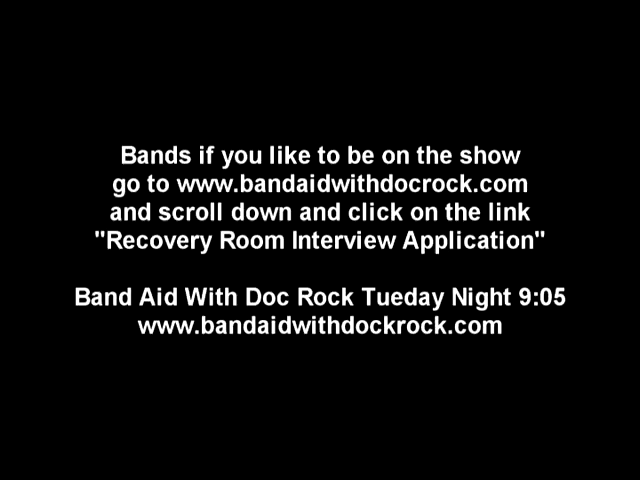 Bands if you like to be on the show
go to www.bandaidwithdocrock.com
and scroll down and click on the link
"Recovery Room Interview Application"
Band Aid With Doc Rock Tueday Night 9:05
www.bandaidwithdockrock.com